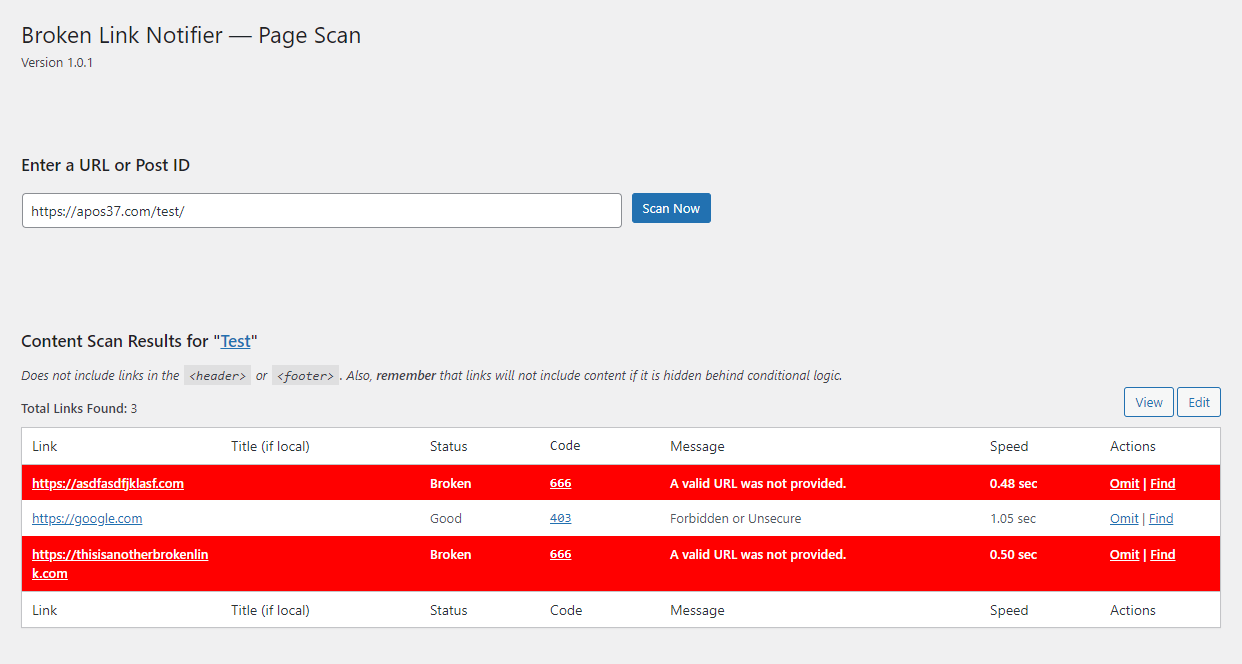 Broken Link Notifier — Page Scan
Version 1.0.1
Enter a URL or Post ID
https://apos37.com/test/
Scan Now
Content Scan Results for "Test"
Does not include links in the <header> or <footer>. Also, remember that links will not include content if it is hidden behind conditional logic.
View Edit
Total Links Found: 3
Link Title (if local) Status Code Message Speed Actions
https://asdfasdfjklasf.com Broken 666 A valid URL was not provided. 0.48 sec Omit | Find
https://google.com Good 403 Forbidden or Unsecure 1.05 sec Omit | Find
https://thisisanotherbrokenlin Broken 666 A valid URL was not provided. 0.50 sec Omit | Find
k.com
Link Title (if local) Status Code Message Speed Actions